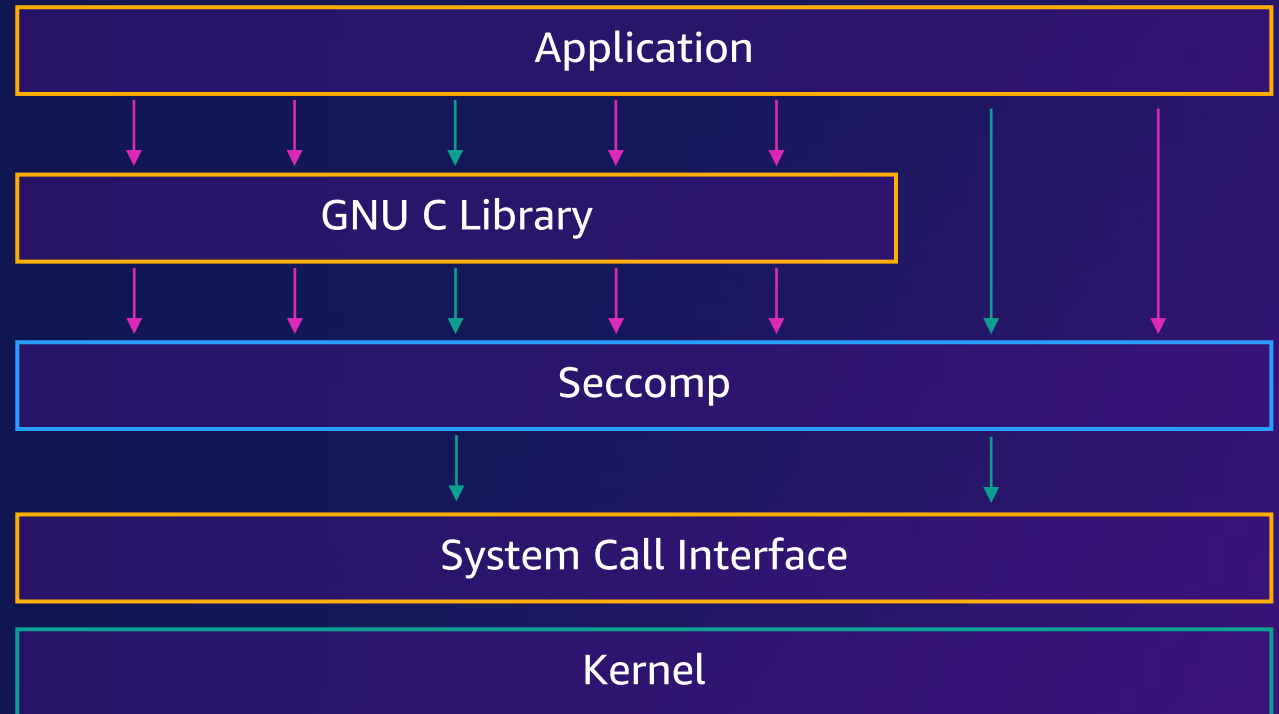 Application
GNU C Library
Seccomp
System Call Interface
Kernel